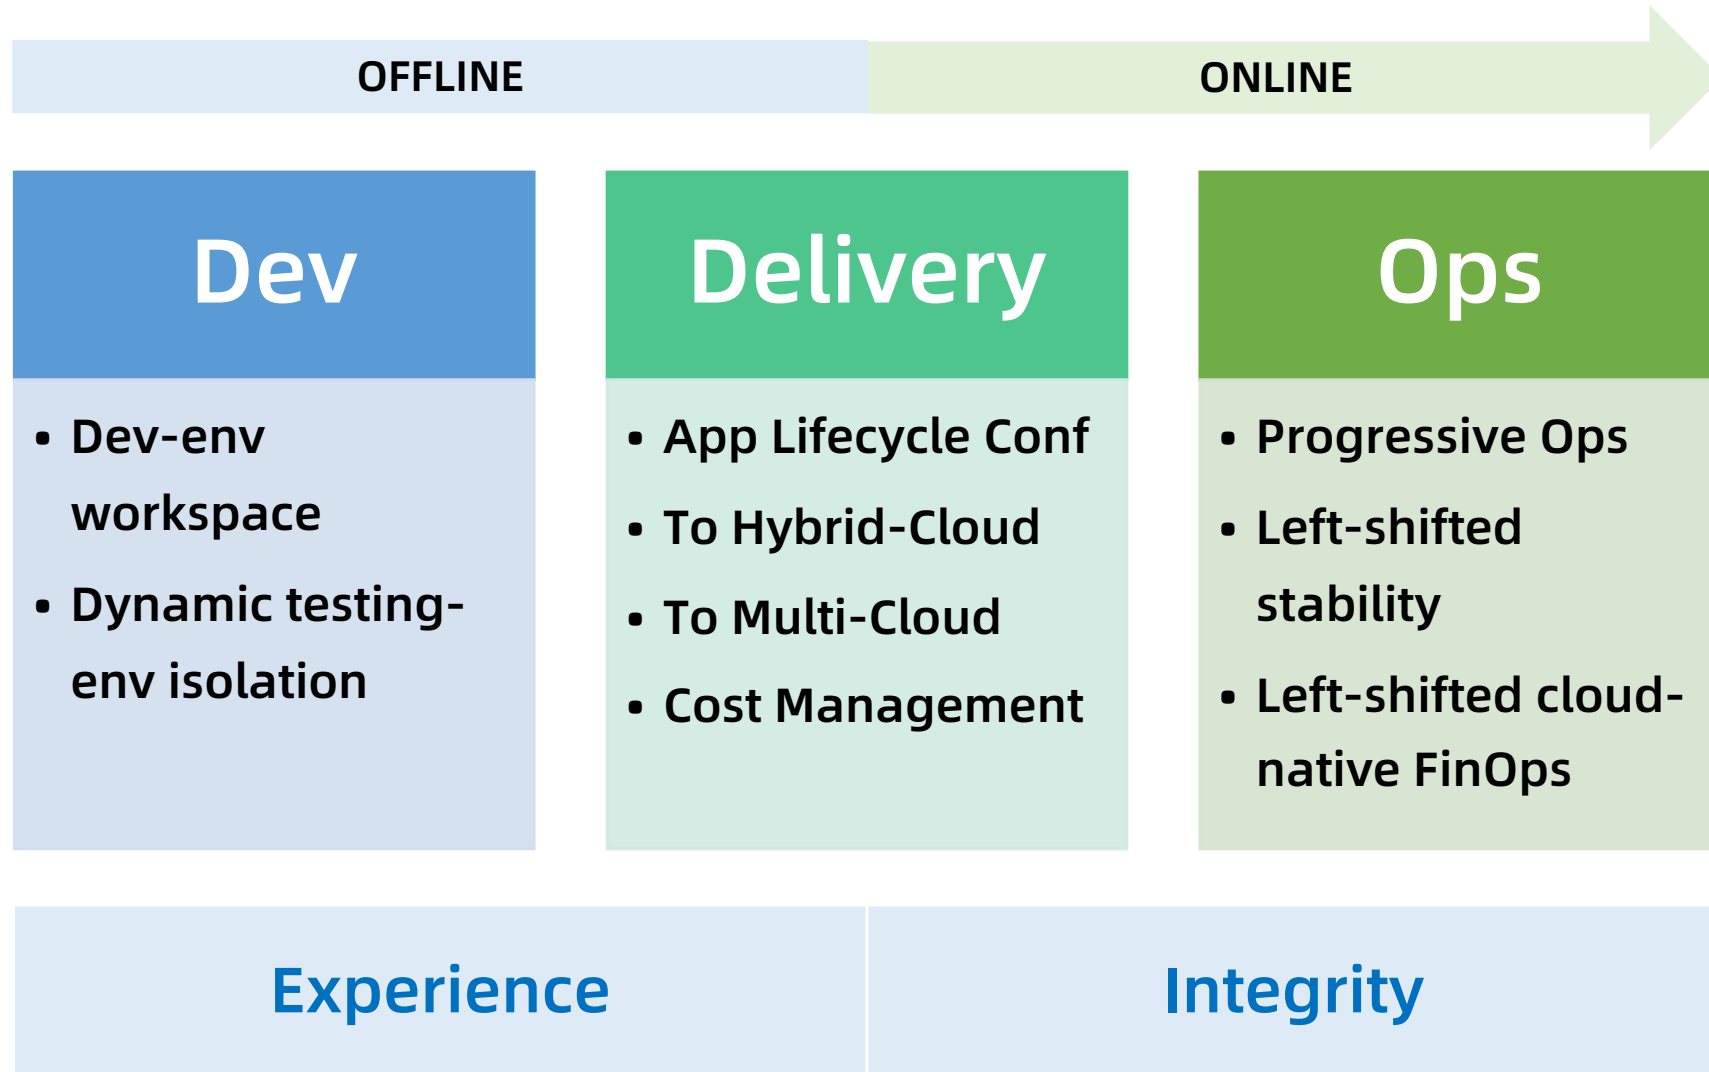 OFFLINE
ONLINE
Dev
• Dev-env
workspace
• Dynamic testing-
env isolation
Delivery
• App Lifecycle Conf
• To Hybrid-Cloud
• To Multi-Cloud
• Cost Management
Ops
• Progressive Ops
• Left-shifted
stability
• Left-shifted cloud-
native FinOps
Experience
Integrity